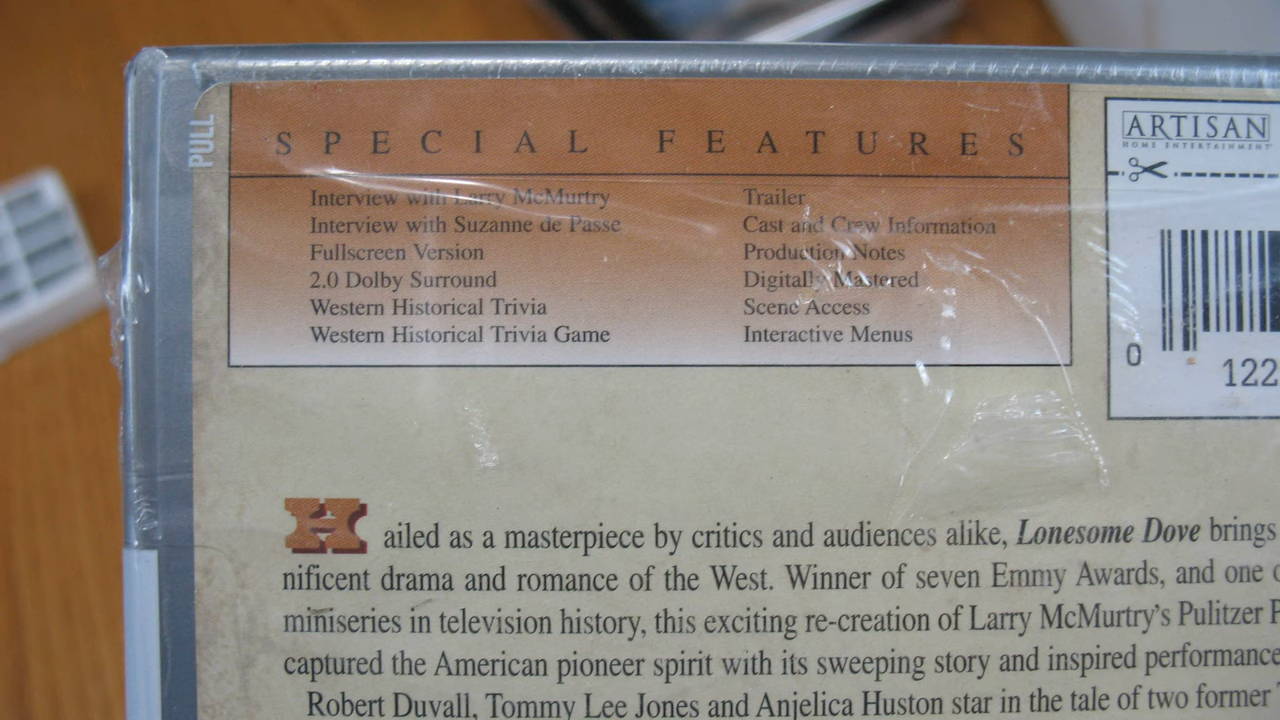 PULL
SPECIAL FEATURES
Interview with Larry McMurtry
Interview with Suzanne de Passe
Fullscreen Version
2.0 Dolby Surround
Western Historical Trivia
Western Historical Trivia Game
Trailer
Cast and Crew Information
Production Notes
Digitally Mastered
Scene Access
Interactive Menus
ARTISAN
HOME ENTERTAINMENT
0 122
Hailed as a masterpiece by critics and audiences alike, Lonesome Dove brings
nificent drama and romance of the West. Winner of seven Emmy Awards, and one
miniseries in television history, this exciting re-creation of Larry McMurtry's Pulitzer
captured the American pioneer spirit with its sweeping story and inspired performance
Robert Duvall, Tommy Lee Jones and Anjelica Huston star in the tale of two former